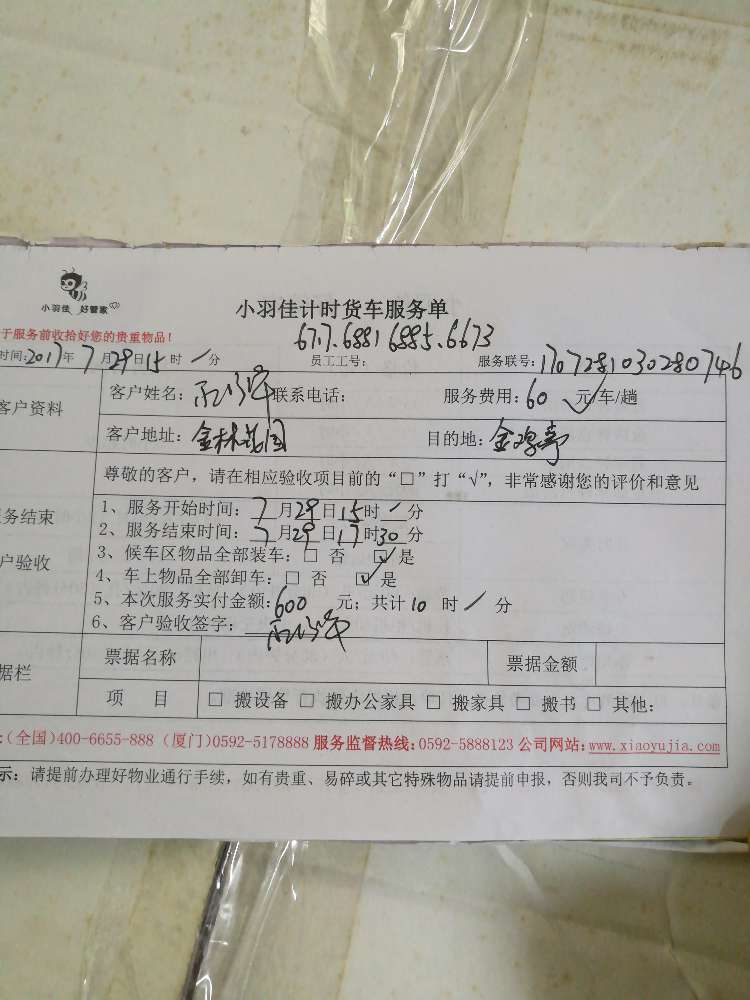 小羽佳 好管家
小羽佳计时货车服务单
于服务前收拾好您的贵重物品！
6717.6881 6885.6673
时间：2017年 7月29日15时 / 分 员工工号： 服务联号：170728103028074６
客户资料 客户姓名： 联系电话： 服务费用：60 元/车/趟
客户地址：金林花园 目的地：金鸡亭
尊敬的客户，请在相应验收项目前的“□”打“√”，非常感谢您的评价和意见
务结束
户验收
1、服务开始时间：7月29日15时 / 分
2、服务结束时间：7月29日17时30分
3、候车区物品全部装车：□ 否 ☑ 是
4、车上物品全部卸车：□ 否 ☑ 是
5、本次服务实付金额：600 元；共计 10 时 / 分
6、客户验收签字：
据栏 票据名称 票据金额
项 目 □ 搬设备 □ 搬办公家具 □ 搬家具 □ 搬书 □ 其他：
：(全国)400-6655-888 (厦门)0592-5178888 服务监督热线：0592-5888123 公司网站：www.xiaoyujia.com
示：请提前办理好物业通行手续，如有贵重、易碎或其它特殊物品请提前申报，否则我司不予负责。